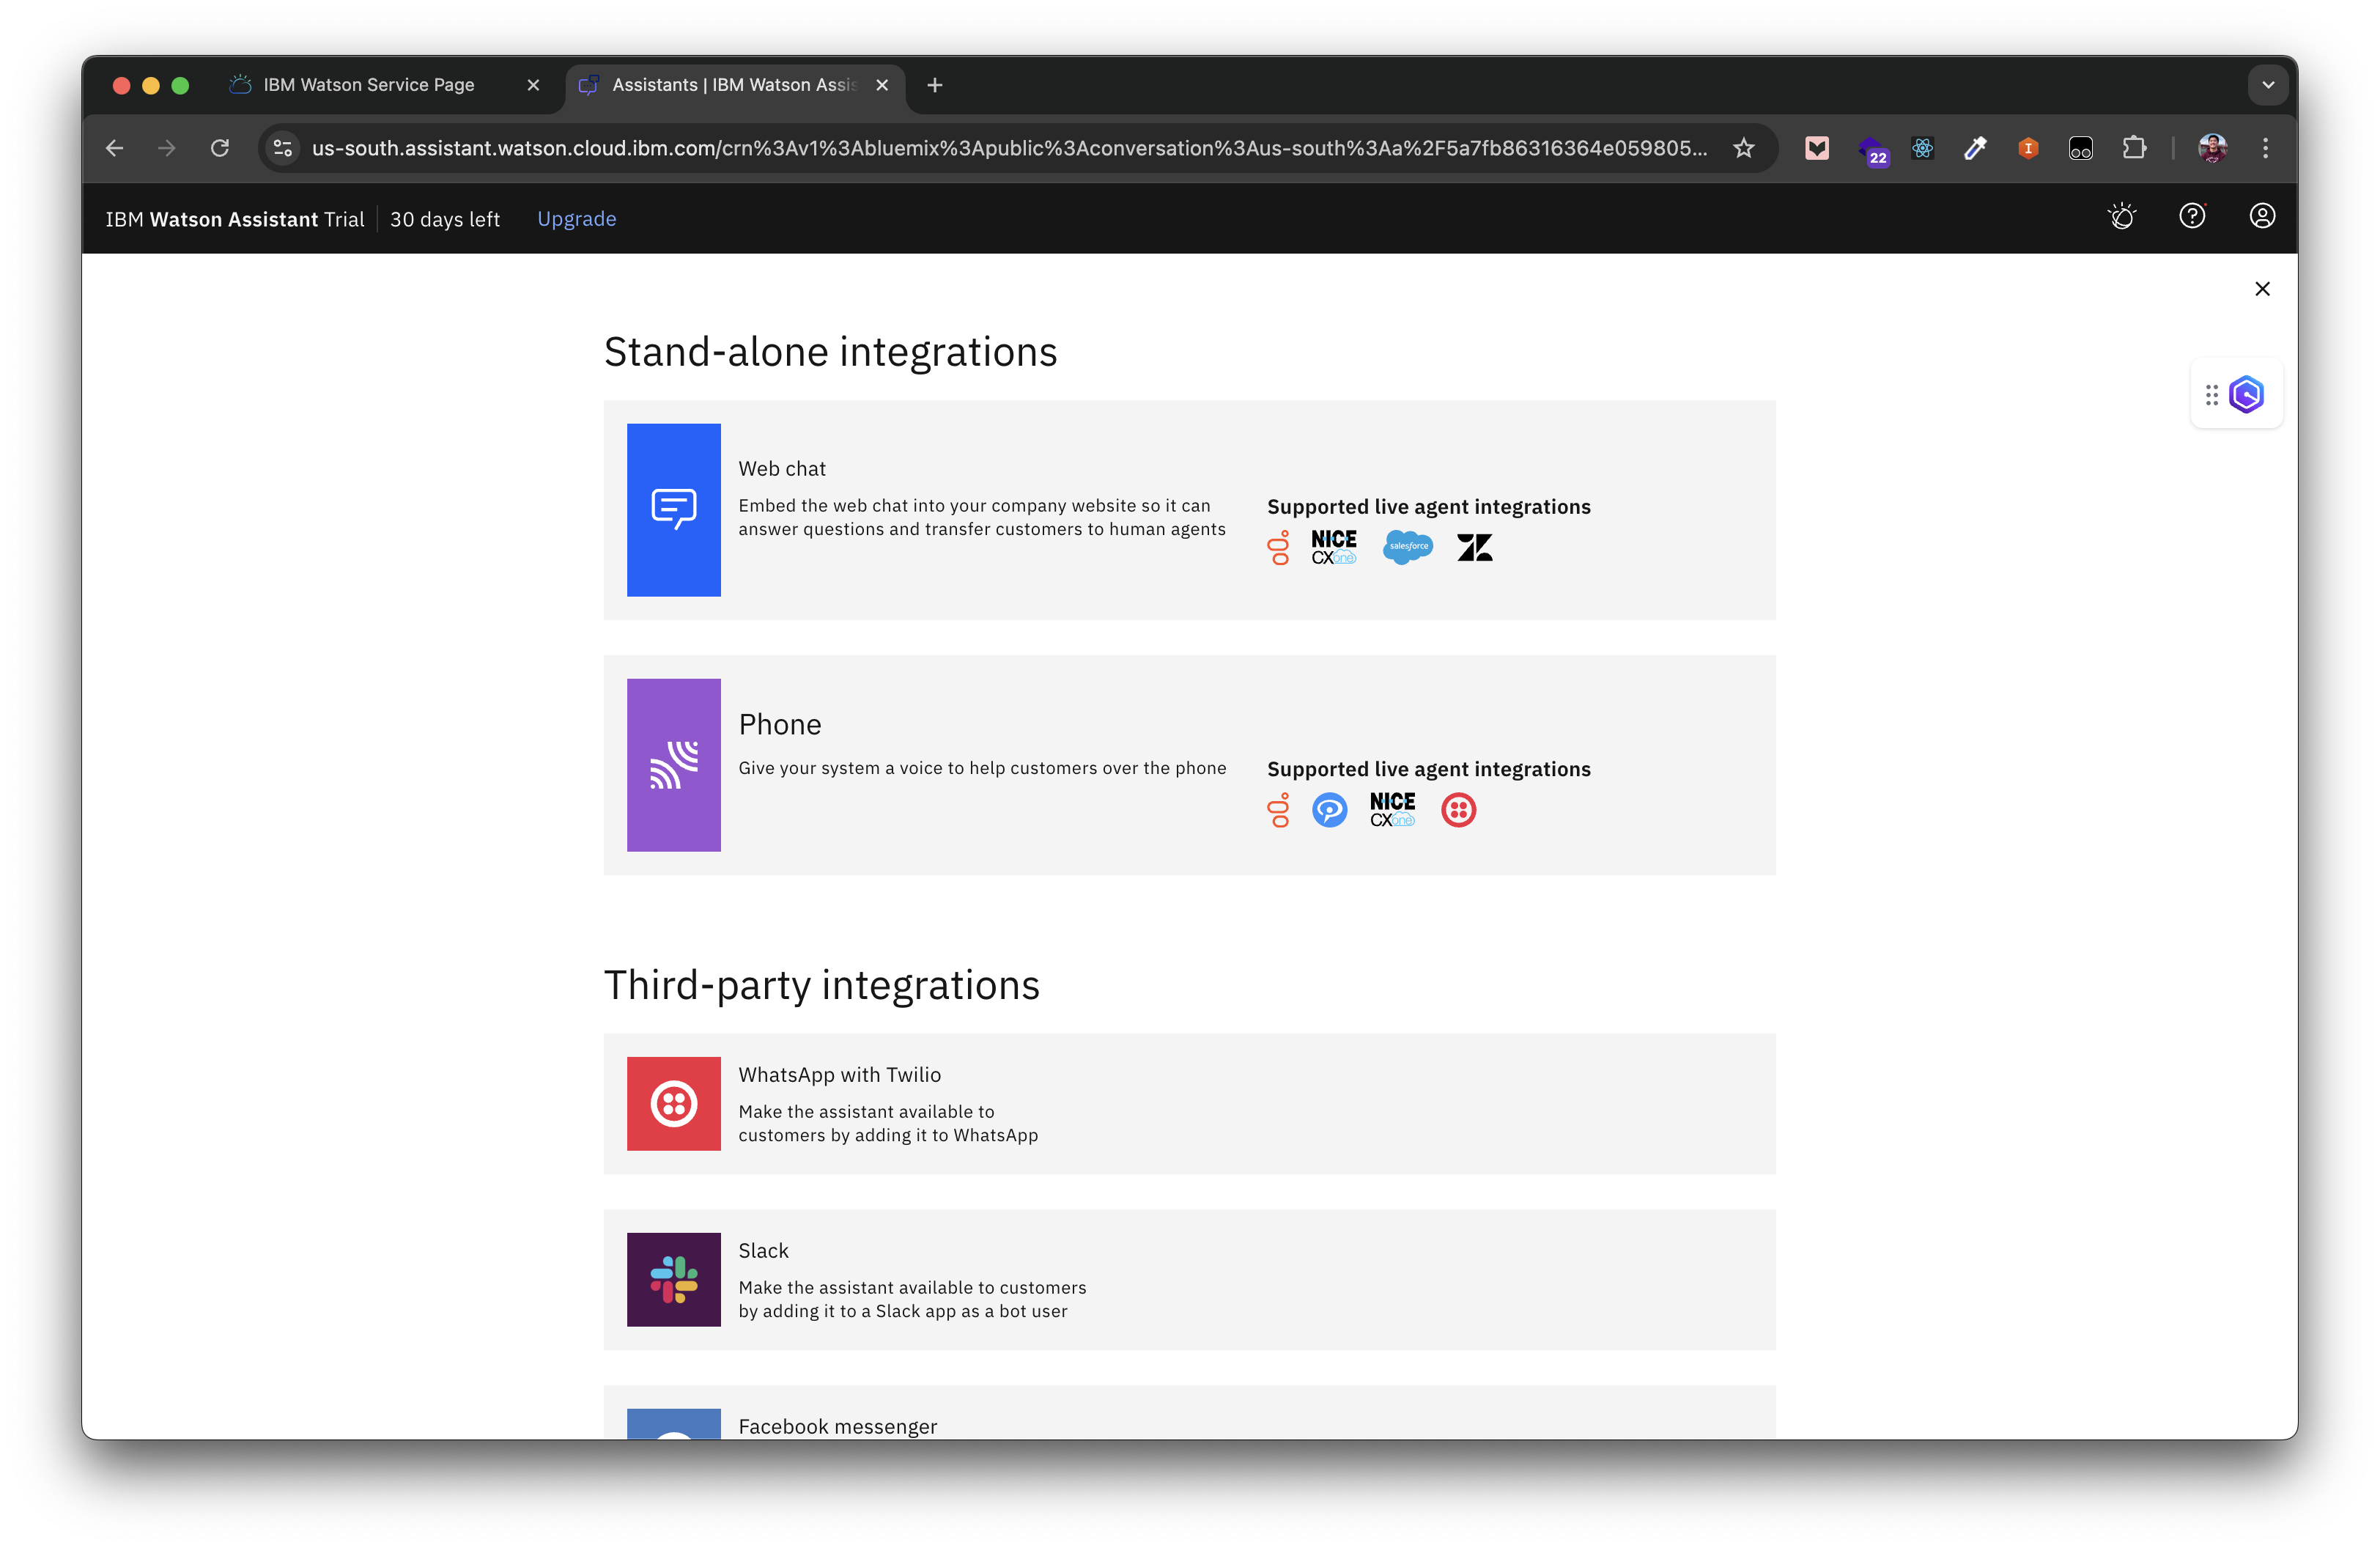 IBM Watson Service Page
Assistants | IBM Watson Assis
us-south.assistant.watson.cloud.ibm.com/crn%3Av1%3Abluemix%3Apublic%3Aconversation%3Aus-south%3Aa%2F5a7fb86316364e059805...
22
I
IBM Watson Assistant Trial
30 days left
Upgrade
Stand-alone integrations
Web chat
Embed the web chat into your company website so it can
answer questions and transfer customers to human agents
Supported live agent integrations
NICE
CXone
salesforce
Phone
Give your system a voice to help customers over the phone
Supported live agent integrations
NICE
CXone
Third-party integrations
WhatsApp with Twilio
Make the assistant available to
customers by adding it to WhatsApp
Slack
Make the assistant available to customers
by adding it to a Slack app as a bot user
Facebook messenger